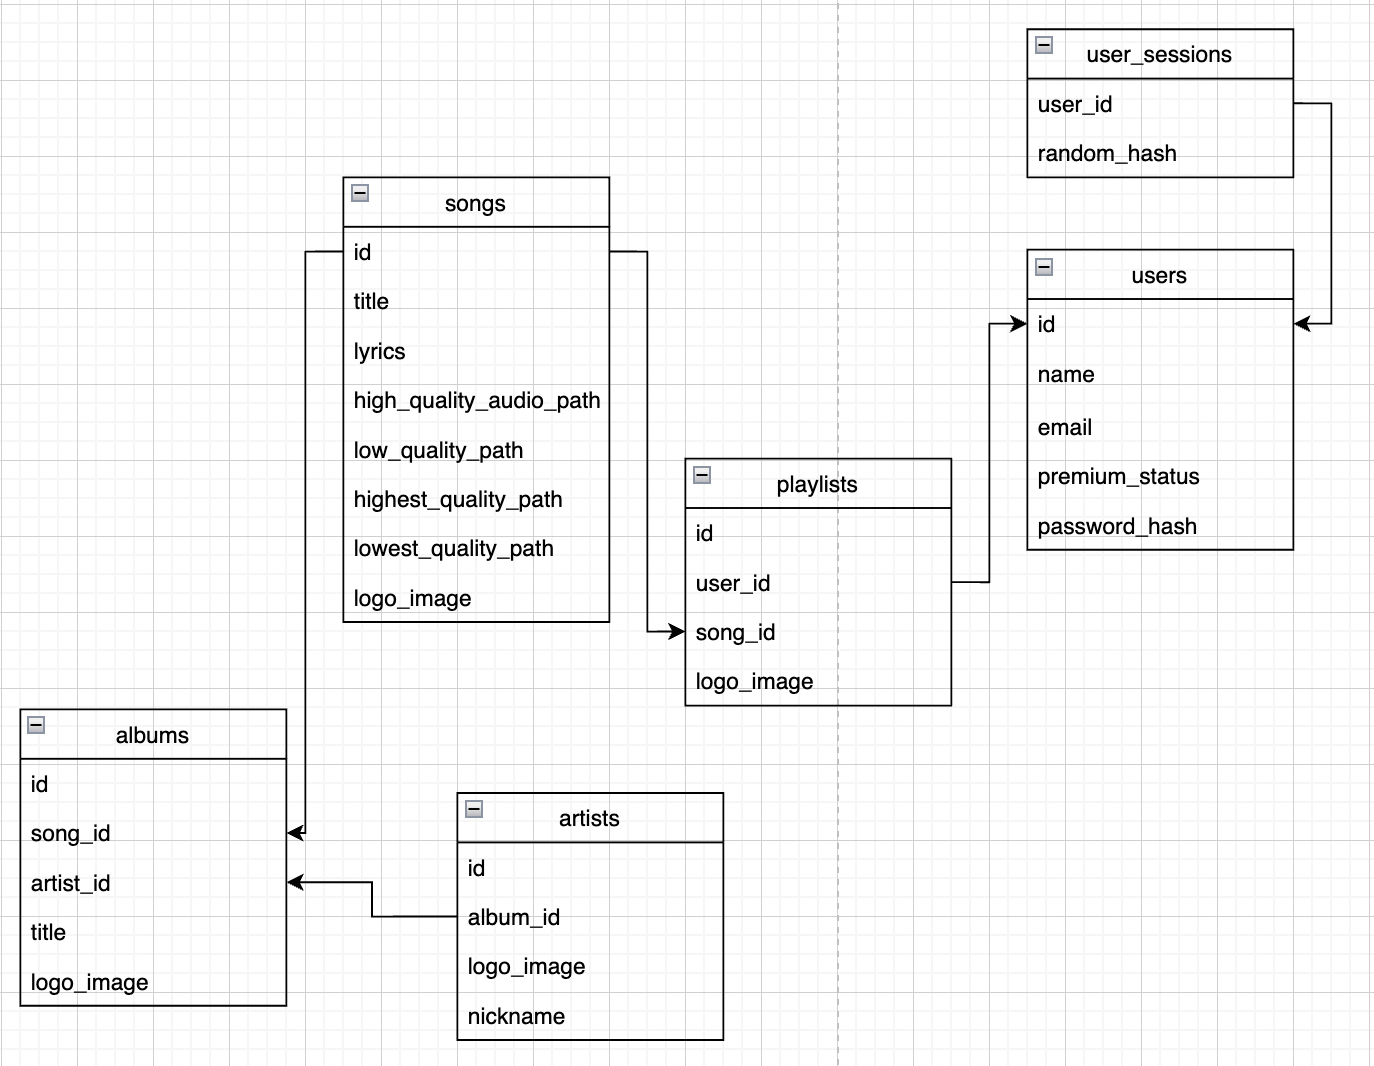 user_sessions
user_id
random_hash
songs
id
title
lyrics
high_quality_audio_path
low_quality_path
highest_quality_path
lowest_quality_path
logo_image
users
id
name
email
premium_status
password_hash
playlists
id
user_id
song_id
logo_image
albums
id
song_id
artist_id
title
logo_image
artists
id
album_id
logo_image
nickname